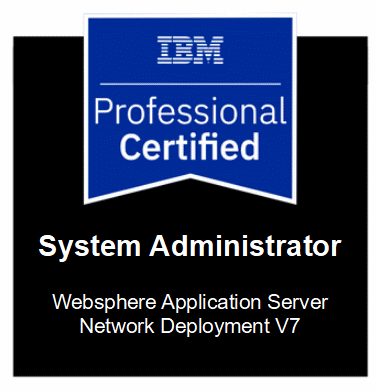 IBM
Professional
Certified
System Administrator
Websphere Application Server
Network Deployment V7